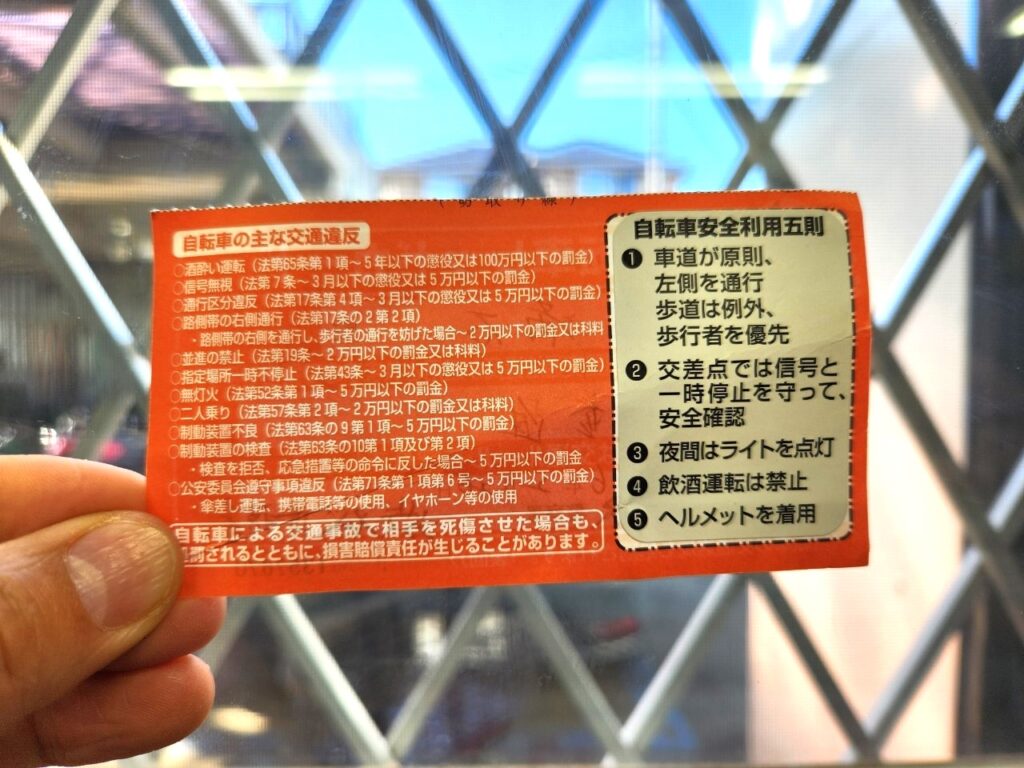 自転車の主な交通違反
○酒酔い運転（法第65条第1項～5年以下の懲役又は100万円以下の罰金）
○信号無視（法第7条～3月以下の懲役又は5万円以下の罰金）
○通行区分違反（法第17条第4項～3月以下の懲役又は5万円以下の罰金）
○路側帯の右側通行（法第17条の2第2項）
・路側帯の右側を通行し、歩行者の通行を妨げた場合～2万円以下の罰金又は科料
○並進の禁止（法第19条～2万円以下の罰金又は科料）
○指定場所一時不停止（法第43条～3月以下の懲役又は5万円以下の罰金）
○無灯火（法第52条第1項～5万円以下の罰金）
○二人乗り（法第57条第2項～2万円以下の罰金又は科料）
○制動装置不良（法第63条の9第1項～5万円以下の罰金）
○制動装置の検査（法第63条の10第1項及び第2項）
・検査を拒否、応急措置等の命令に反した場合～5万円以下の罰金
○公安委員会遵守事項違反（法第71条第1項第6号～5万円以下の罰金）
・傘差し運転、携帯電話等の使用、イヤホーン等の使用
自転車による交通事故で相手を死傷させた場合も、
罰されるとともに、損害賠償責任が生じることがあります。
自転車安全利用五則
❶ 車道が原則、
左側を通行
歩道は例外、
歩行者を優先
❷ 交差点では信号と
一時停止を守って、
安全確認
❸ 夜間はライトを点灯
❹ 飲酒運転は禁止
❺ ヘルメットを着用